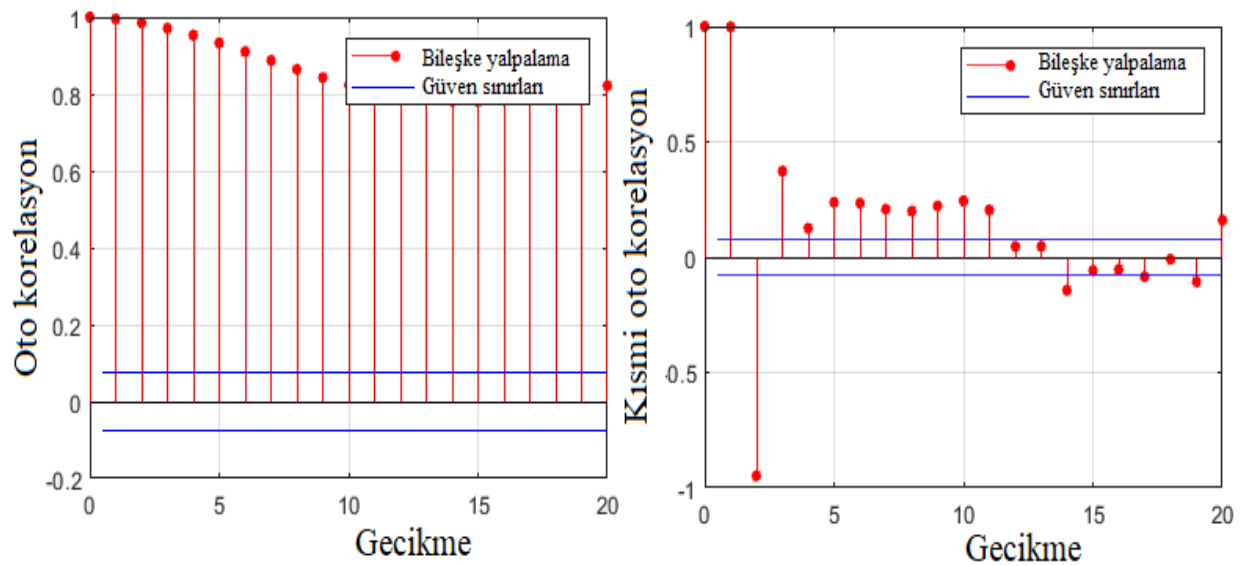 Oto korelasyon
1
0.8
0.6
0.4
0.2
0
-0.2
0
5
10
15
20
Gecikme
Bileşke yalpalama
Güven sınırları
Kısmi oto korelasyon
1
0.5
0
-0.5
-1
0
5
10
15
20
Gecikme
Bileşke yalpalama
Güven sınırları